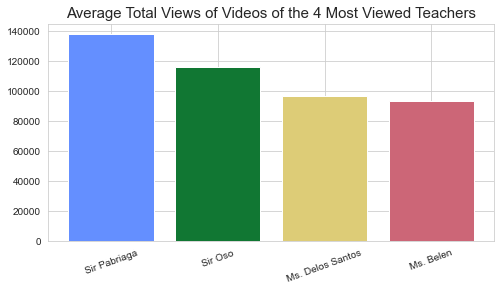 Average Total Views of Videos of the 4 Most Viewed Teachers
140000
120000
100000
80000
60000
40000
20000
0
Sir Pabriaga
Sir Oso
Ms. Delos Santos
Ms. Belen